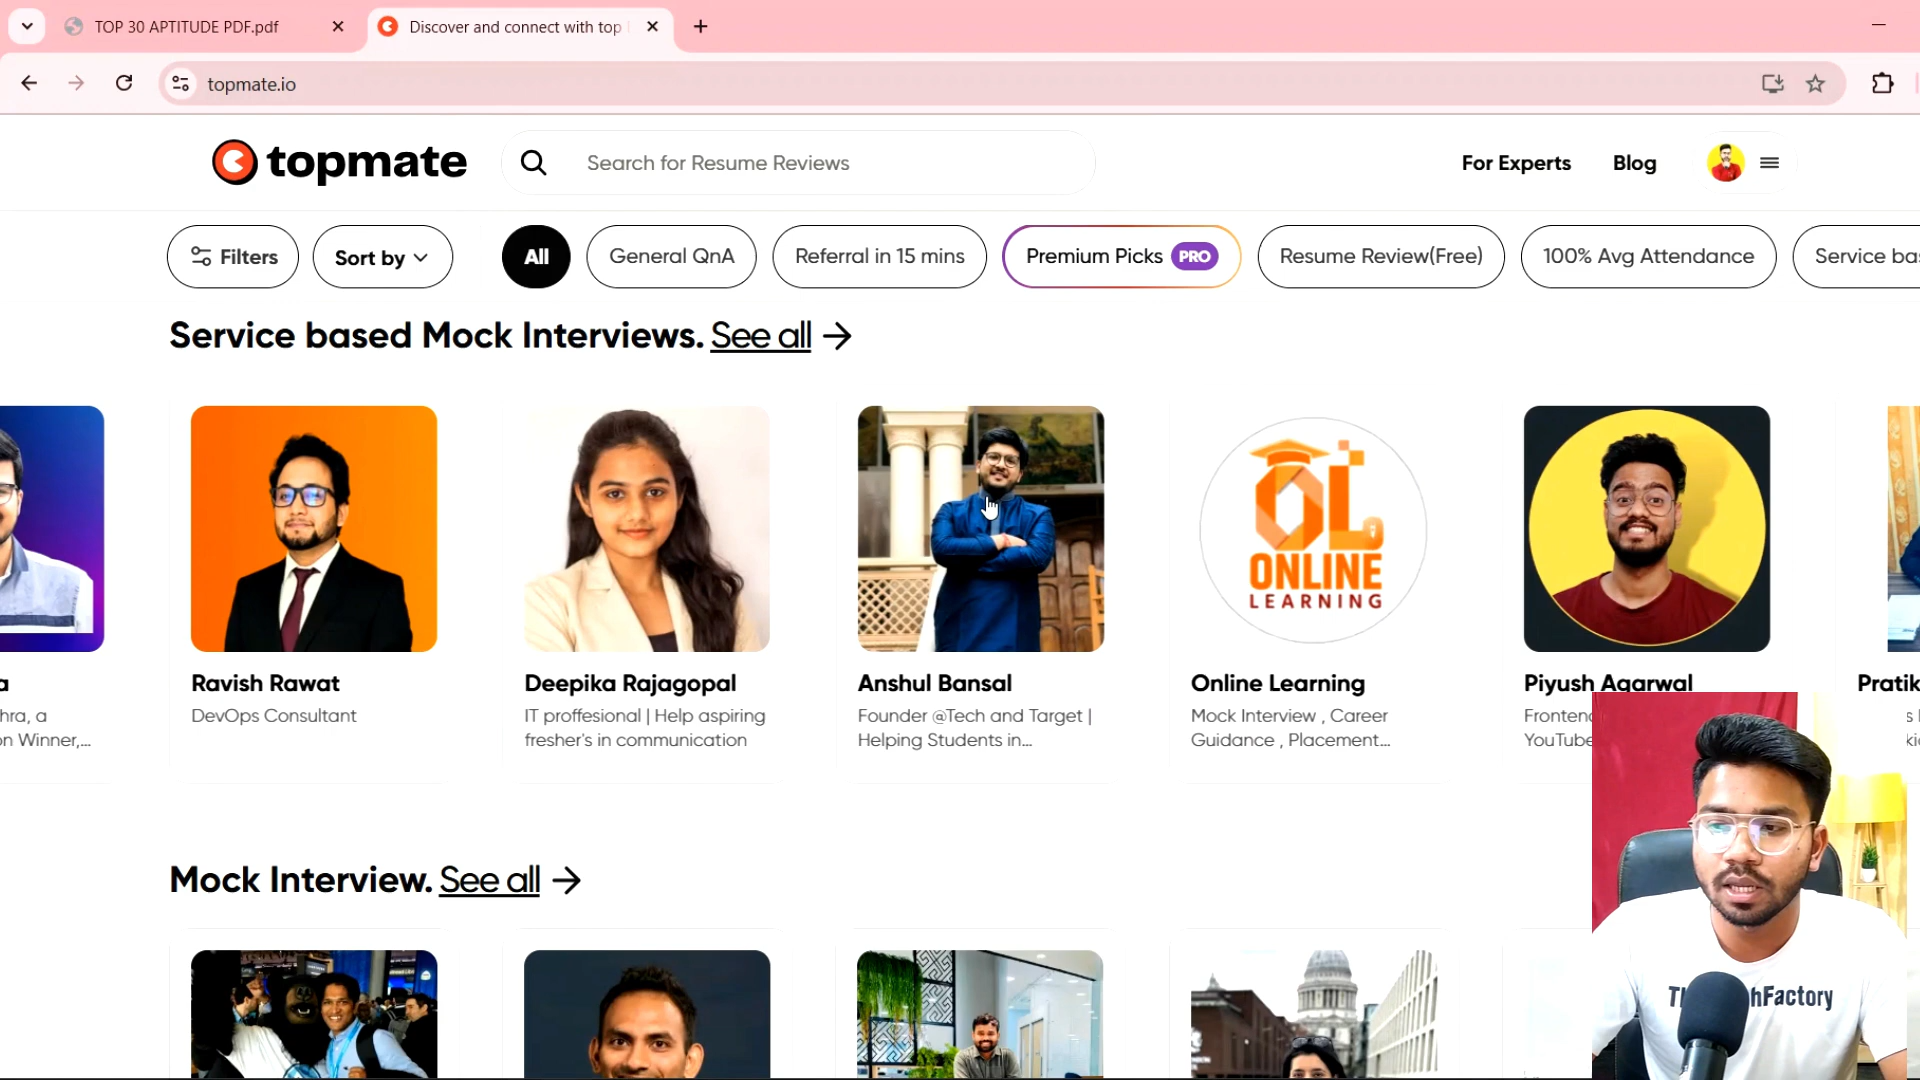 TOP 30 APTITUDE PDF.pdf
Discover and connect with top
topmate.io
topmate
Search for Resume Reviews
For Experts
Blog
Filters
Sort by
All
General QnA
Referral in 15 mins
Premium Picks PRO
Resume Review(Free)
100% Avg Attendance
Service
Service based Mock Interviews. See all →
OL
ONLINE
LEARNING
Ravish Rawat
DevOps Consultant
Deepika Rajagopal
IT proffesional | Help aspiring
fresher's in communication
Anshul Bansal
Founder @Tech and Target |
Helping Students in...
Online Learning
Mock Interview , Career
Guidance , Placement...
Piyush Agarwal
on Winner,...
Mock Interview. See all →